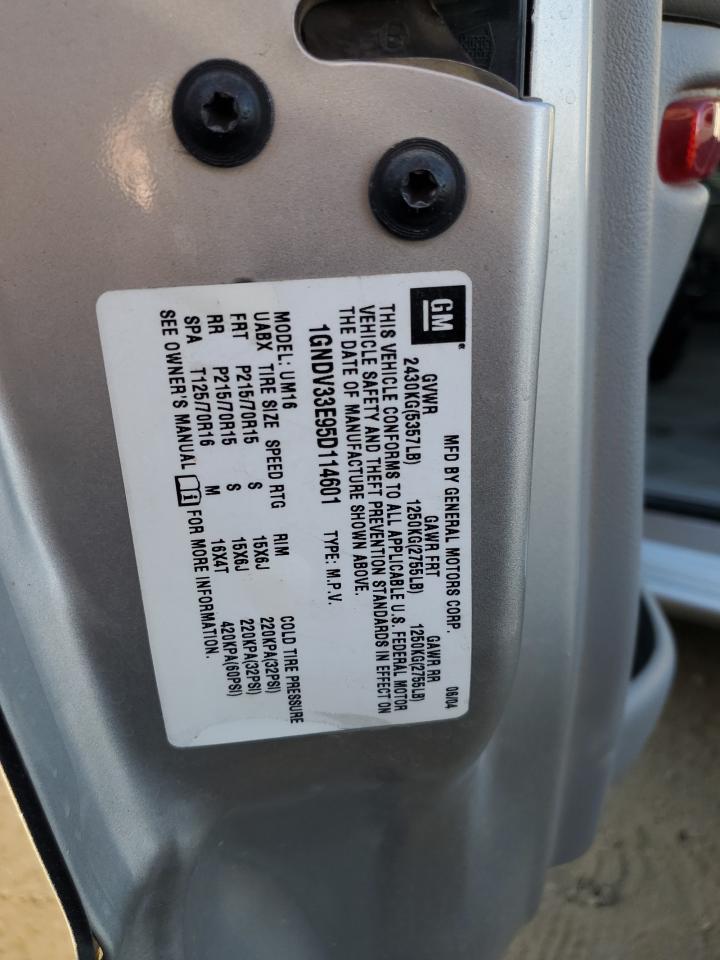 GM
MFD BY GENERAL MOTORS CORP. 06/04
GVWR GAWR FRT GAWR RR
2430KG(5357LB) 1250KG(2755LB) 1250KG(2755LB)
THIS VEHICLE CONFORMS TO ALL APPLICABLE U.S. FEDERAL MOTOR
VEHICLE SAFETY AND THEFT PREVENTION STANDARDS IN EFFECT ON
THE DATE OF MANUFACTURE SHOWN ABOVE.
1GNDV33E95D114601 TYPE: M.P.V.
MODEL: UM16
UABX TIRE SIZE SPEED RTG RIM COLD TIRE PRESSURE
FRT P215/70R15 S 15X6J 220KPA(32PSI)
RR P215/70R15 S 15X6J 220KPA(32PSI)
SPA T125/70R16 M 16X4T 420KPA(60PSI)
SEE OWNER'S MANUAL FOR MORE INFORMATION.